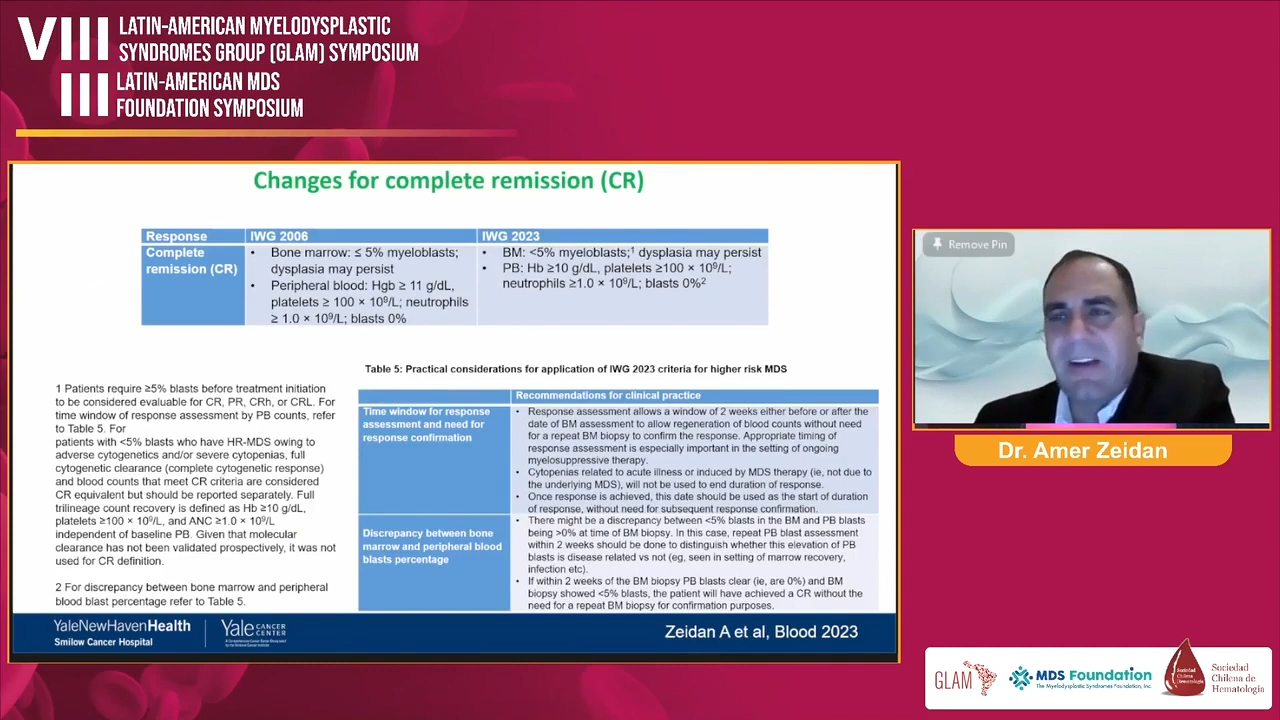 VIII
LATIN-AMERICAN MYELODYSPLASTIC
SYNDROMES GROUP (GLAM) SYMPOSIUM
III
LATIN-AMERICAN MDS
FOUNDATION SYMPOSIUM
Changes for complete remission (CR)
Response IWG 2006 IWG 2023
Complete remission (CR)
• Bone marrow: ≤ 5% myeloblasts;
dysplasia may persist
• Peripheral blood: Hgb ≥ 11 g/dL,
platelets ≥ 100 × 10⁹/L; neutrophils
≥ 1.0 × 10⁹/L; blasts 0%
• BM: <5% myeloblasts;¹ dysplasia may persist
• PB: Hb ≥10 g/dL, platelets ≥100 × 10⁹/L;
neutrophils ≥1.0 × 10⁹/L; blasts 0%²
1 Patients require ≥5% blasts before treatment initiation
to be considered evaluable for CR, PR, CRh, or CRL. For
time window of response assessment by PB counts, refer
to Table 5. For
patients with <5% blasts who have HR-MDS owing to
adverse cytogenetics and/or severe cytopenias, full
cytogenetic clearance (complete cytogenetic response)
and blood counts that meet CR criteria are considered
CR equivalent but should be reported separately. Full
trilineage count recovery is defined as Hb ≥10 g/dL,
platelets ≥100 × 10⁹/L, and ANC ≥1.0 × 10⁹/L
independent of baseline PB. Given that molecular
clearance has not been validated prospectively, it was not
used for CR definition.
2 For discrepancy between bone marrow and peripheral
blood blast percentage refer to Table 5.
Table 5: Practical considerations for application of IWG 2023 criteria for higher risk MDS
Recommendations for clinical practice
Time window for response
assessment and need for
response confirmation
• Response assessment allows a window of 2 weeks either before or after the
date of BM assessment to allow regeneration of blood counts without need
for a repeat BM biopsy to confirm the response. Appropriate timing of
response assessment is especially important in the setting of ongoing
myelosuppressive therapy.
• Cytopenias related to acute illness or induced by MDS therapy (ie, not due to
the underlying MDS), will not be used to end duration of response.
• Once response is achieved, this date should be used as the start of duration
of response, without need for subsequent response confirmation.
Discrepancy between bone
marrow and peripheral blood
blasts percentage
• There might be a discrepancy between <5% blasts in the BM and PB blasts
being >0% at time of BM biopsy. In this case, repeat PB blast assessment
within 2 weeks should be done to distinguish whether this elevation of PB
blasts is disease related vs not (eg, seen in setting of marrow recovery,
infection etc).
• If within 2 weeks of the BM biopsy PB blasts clear (ie, are 0%) and BM
biopsy showed <5% blasts, the patient will have achieved a CR without the
need for a repeat BM biopsy for confirmation purposes.
YaleNewHavenHealth
Smilow Cancer Hospital
Yale CANCER CENTER
Zeidan A et al, Blood 2023
Remove Pin
Dr. Amer Zeidan
GLAM
MDS Foundation
The Myelodysplastic Syndromes Foundation, Inc.
Sociedad
Chilena de
Hematología